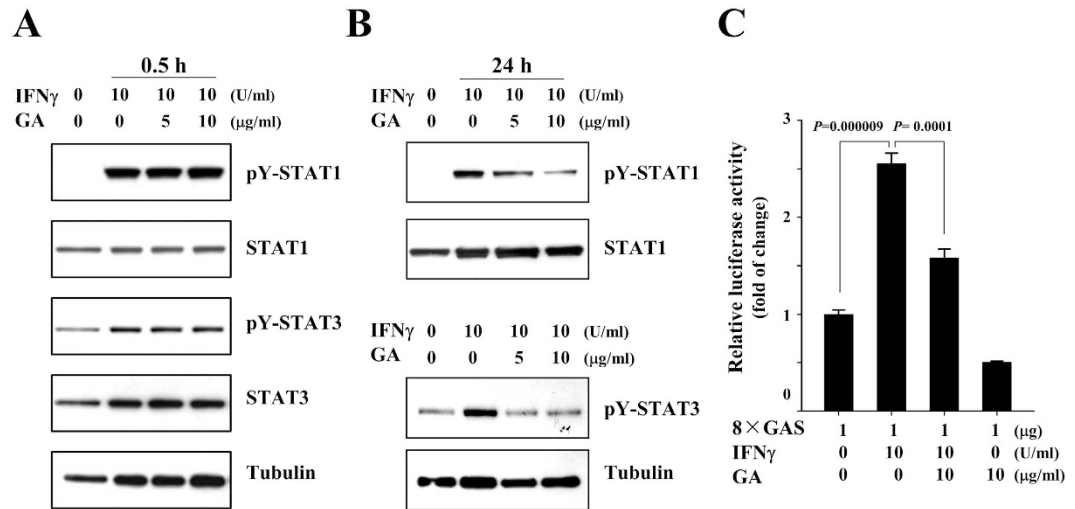 A
0.5 h
IFNγ 0 10 10 10 (U/ml)
GA 0 0 5 10 (μg/ml)
pY-STAT1
STAT1
pY-STAT3
STAT3
Tubulin
B
24 h
IFNγ 0 10 10 10 (U/ml)
GA 0 0 5 10 (μg/ml)
pY-STAT1
STAT1
IFNγ 0 10 10 10 (U/ml)
GA 0 0 5 10 (μg/ml)
pY-STAT3
Tubulin
C
P=0.000009 P= 0.0001
Relative luciferase activity
(fold of change)
3
2
1
0
8×GAS 1 1 1 1 (μg)
IFNγ 0 10 10 0 (U/ml)
GA 0 0 10 10 (μg/ml)